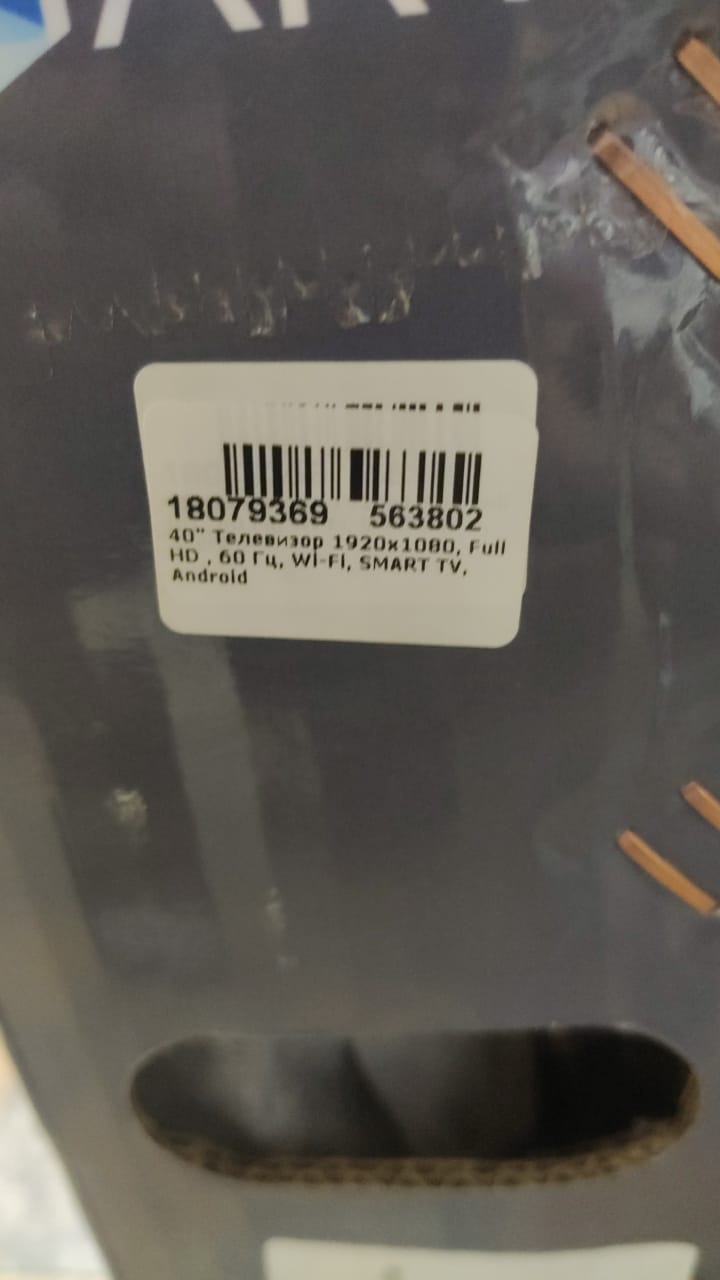 18079369 563802
40" Телевизор 1920x1080, Full
HD , 60 Гц, Wi-Fi, SMART TV,
Android